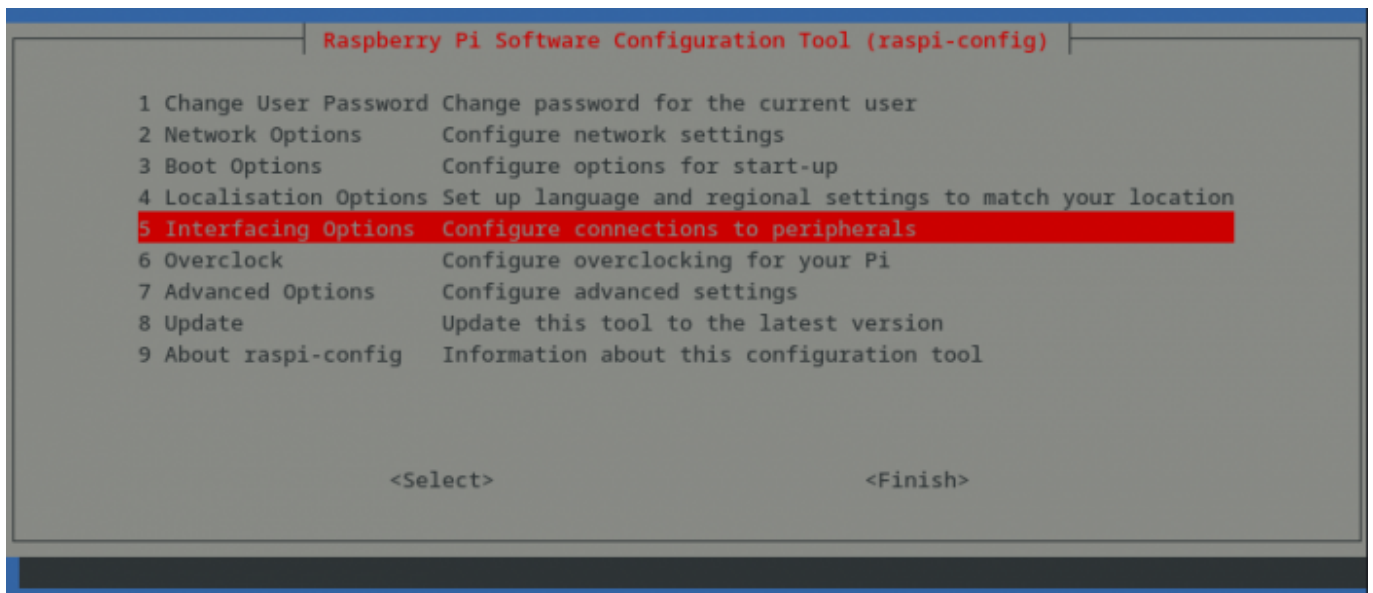 Raspberry Pi Software Configuration Tool (raspi-config)
1 Change User Password Change password for the current user
2 Network Options Configure network settings
3 Boot Options Configure options for start-up
4 Localisation Options Set up language and regional settings to match your location
5 Interfacing Options Configure connections to peripherals
6 Overclock Configure overclocking for your Pi
7 Advanced Options Configure advanced settings
8 Update Update this tool to the latest version
9 About raspi-config Information about this configuration tool
<Select> <Finish>